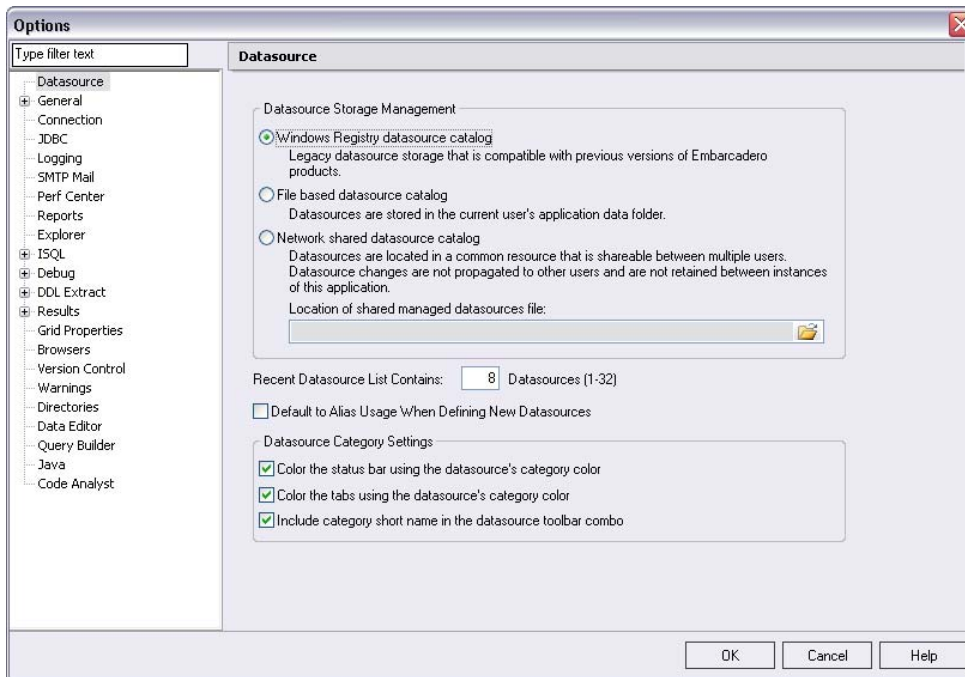 Options
Type filter text
Datasource
General
Connection
JDBC
Logging
SMTP Mail
Perf Center
Reports
Explorer
ISQL
Debug
DDL Extract
Results
Grid Properties
Browsers
Version Control
Warnings
Directories
Data Editor
Query Builder
Java
Code Analyst
Datasource
Datasource Storage Management
Windows Registry datasource catalog
Legacy datasource storage that is compatible with previous versions of Embarcadero
products.
File based datasource catalog
Datasources are stored in the current user's application data folder.
Network shared datasource catalog
Datasources are located in a common resource that is shareable between multiple users.
Datasource changes are not propagated to other users and are not retained between instances
of this application.
Location of shared managed datasources file:
Recent Datasource List Contains: 8 Datasources (1-32)
Default to Alias Usage When Defining New Datasources
Datasource Category Settings
Color the status bar using the datasource's category color
Color the tabs using the datasource's category color
Include category short name in the datasource toolbar combo
OK Cancel Help